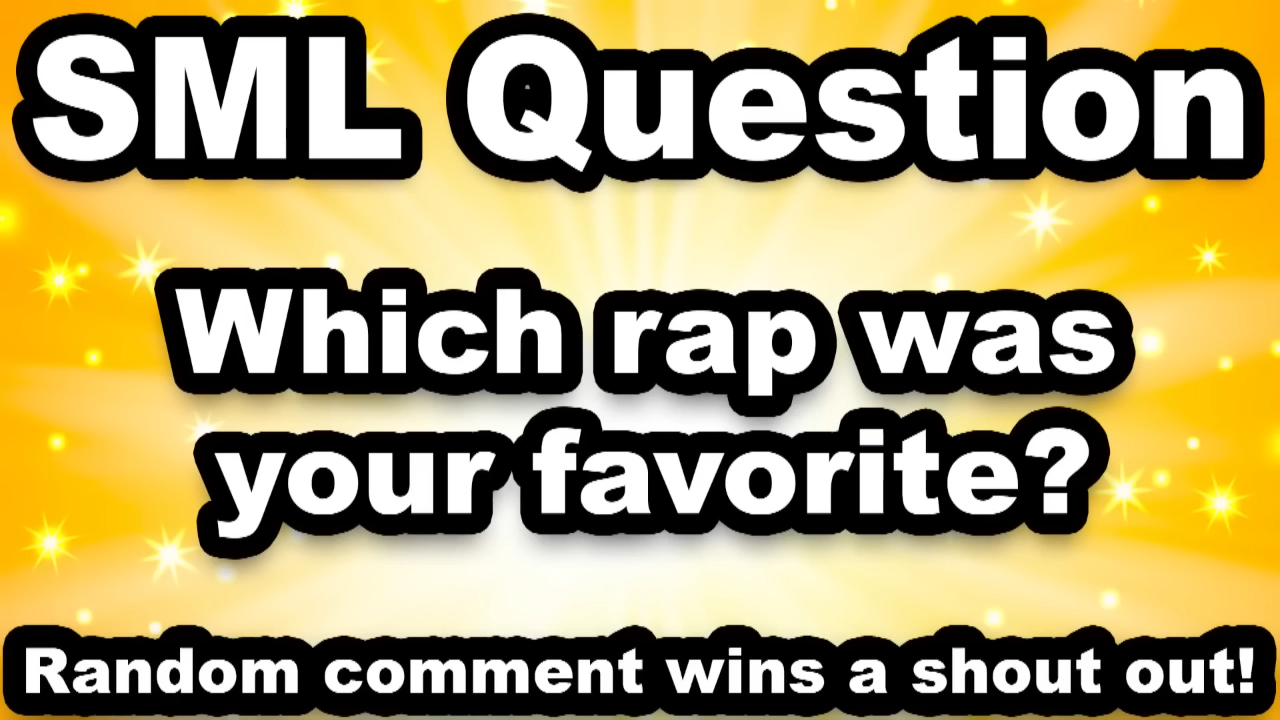 SML Question
Which rap was
your favorite?
Random comment wins a shout out!